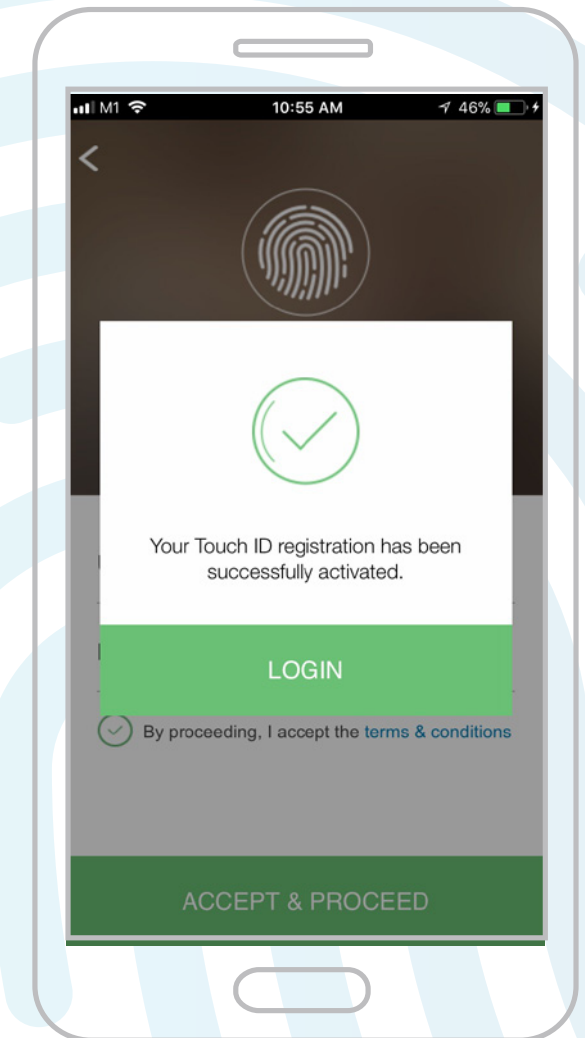 M1 10:55 AM 46%
Your Touch ID registration has been
successfully activated.
LOGIN
By proceeding, I accept the terms & conditions
ACCEPT & PROCEED